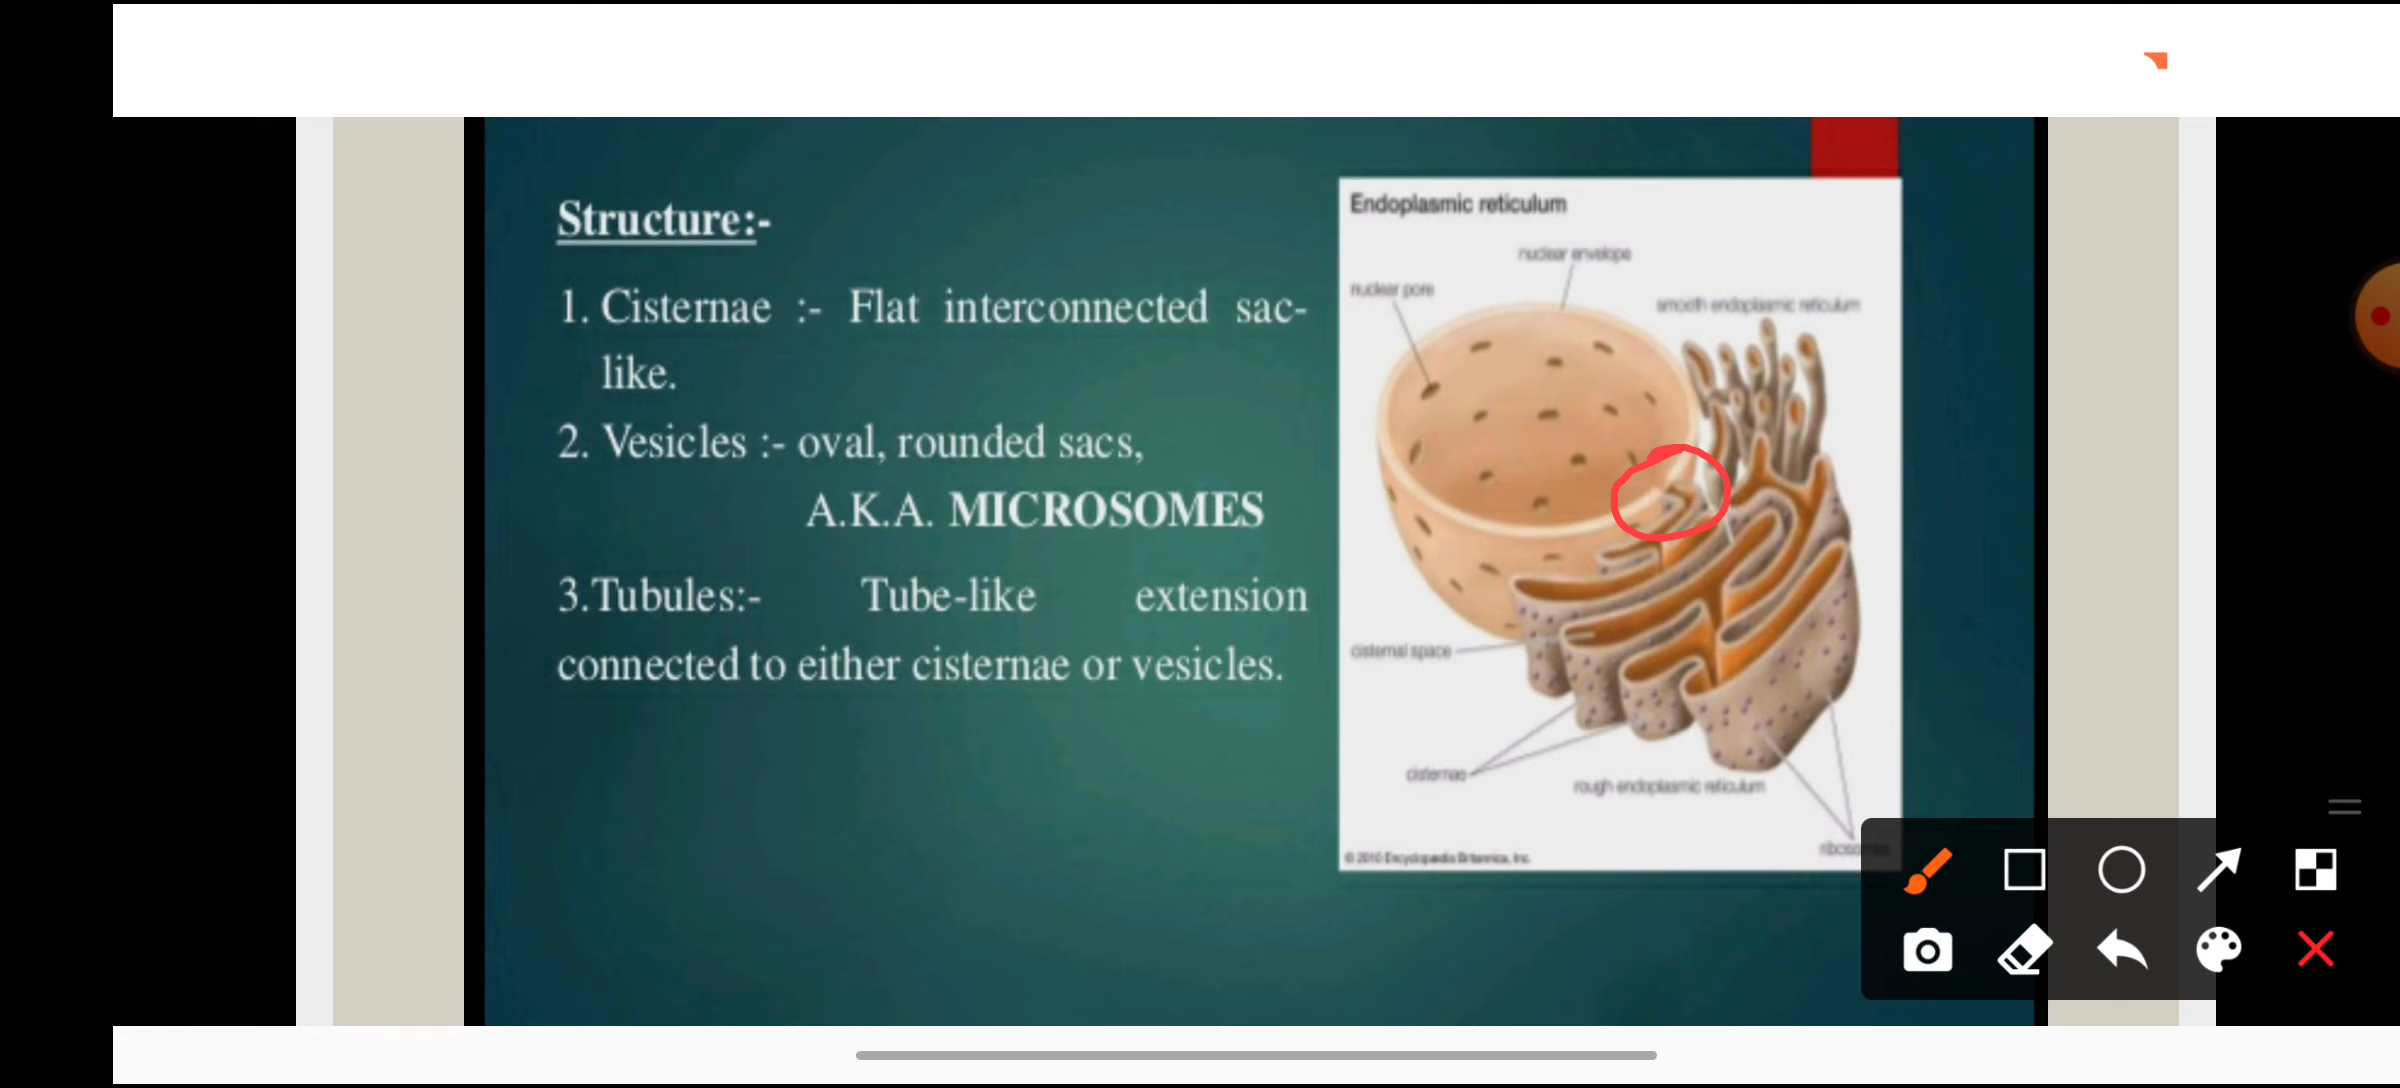 Structure:-
1. Cisternae :- Flat interconnected sac-
like.
2. Vesicles :- oval, rounded sacs,
A.K.A. MICROSOMES
3.Tubules:- Tube-like extension
connected to either cisternae or vesicles.
Endoplasmic reticulum
nuclear envelope
nuclear pore
smooth endoplasmic reticulum
cisternal space
cisternae
rough endoplasmic reticulum
© 2010 Encyclopædia Britannica, Inc.